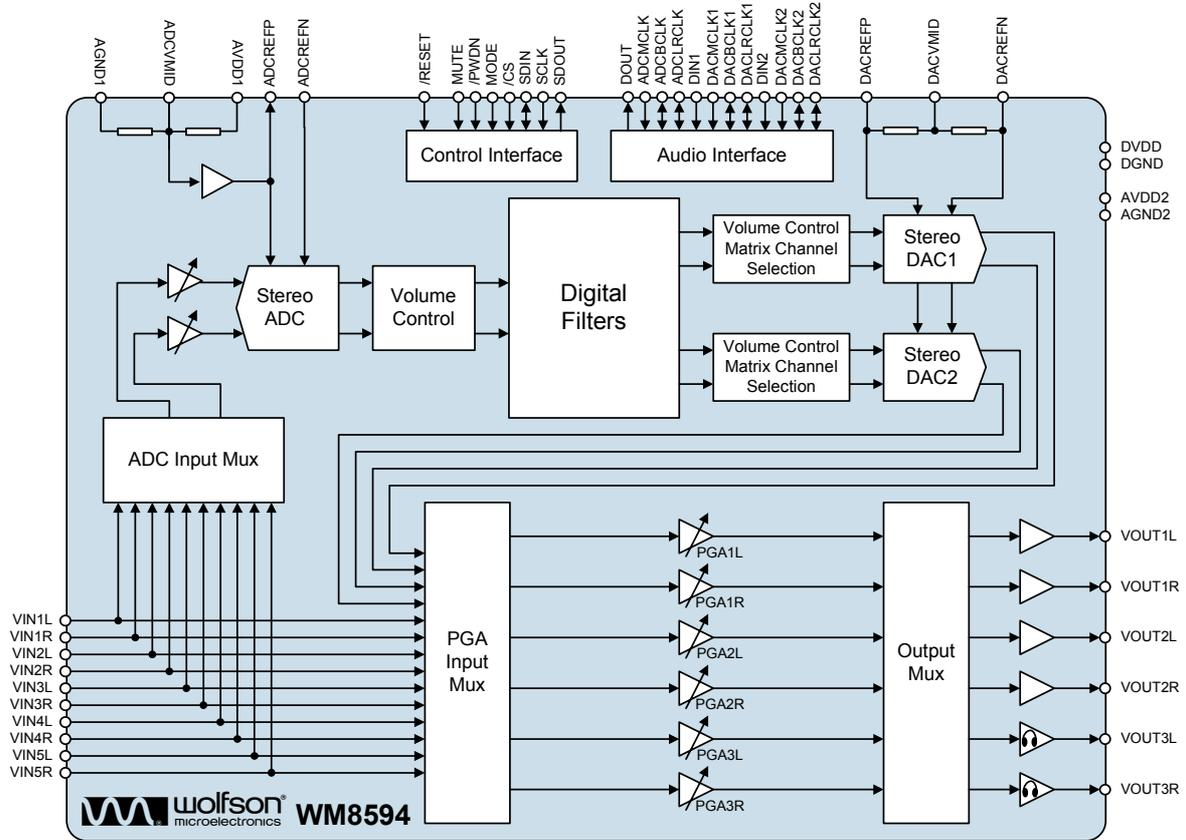 AGND1
ADCVMID
AVDD1
ADCREFP
ADCREFN
/RESET
MUTE
/PWDN
MODE
/CS
SDIN
SCLK
SDOUT
DOUT
ADCMCLK
ADCBCLK
ADCLRCLK
DIN1
DACMCLK1
DACBCLK1
DACLRCLK1
DIN2
DACMCLK2
DACBCLK2
DACLRCLK2
DACREFP
DACVMID
DACREFN
DVDD
DGND
AVDD2
AGND2
Control Interface
Audio Interface
Stereo
ADC
Volume
Control
Digital
Filters
Volume Control
Matrix Channel
Selection
Stereo
DAC1
Volume Control
Matrix Channel
Selection
Stereo
DAC2
ADC Input Mux
VIN1L
VIN1R
VIN2L
VIN2R
VIN3L
VIN3R
VIN4L
VIN4R
VIN5L
VIN5R
PGA
Input
Mux
PGA1L
PGA1R
PGA2L
PGA2R
PGA3L
PGA3R
Output
Mux
VOUT1L
VOUT1R
VOUT2L
VOUT2R
VOUT3L
VOUT3R
wolfson®
microelectronics
WM8594